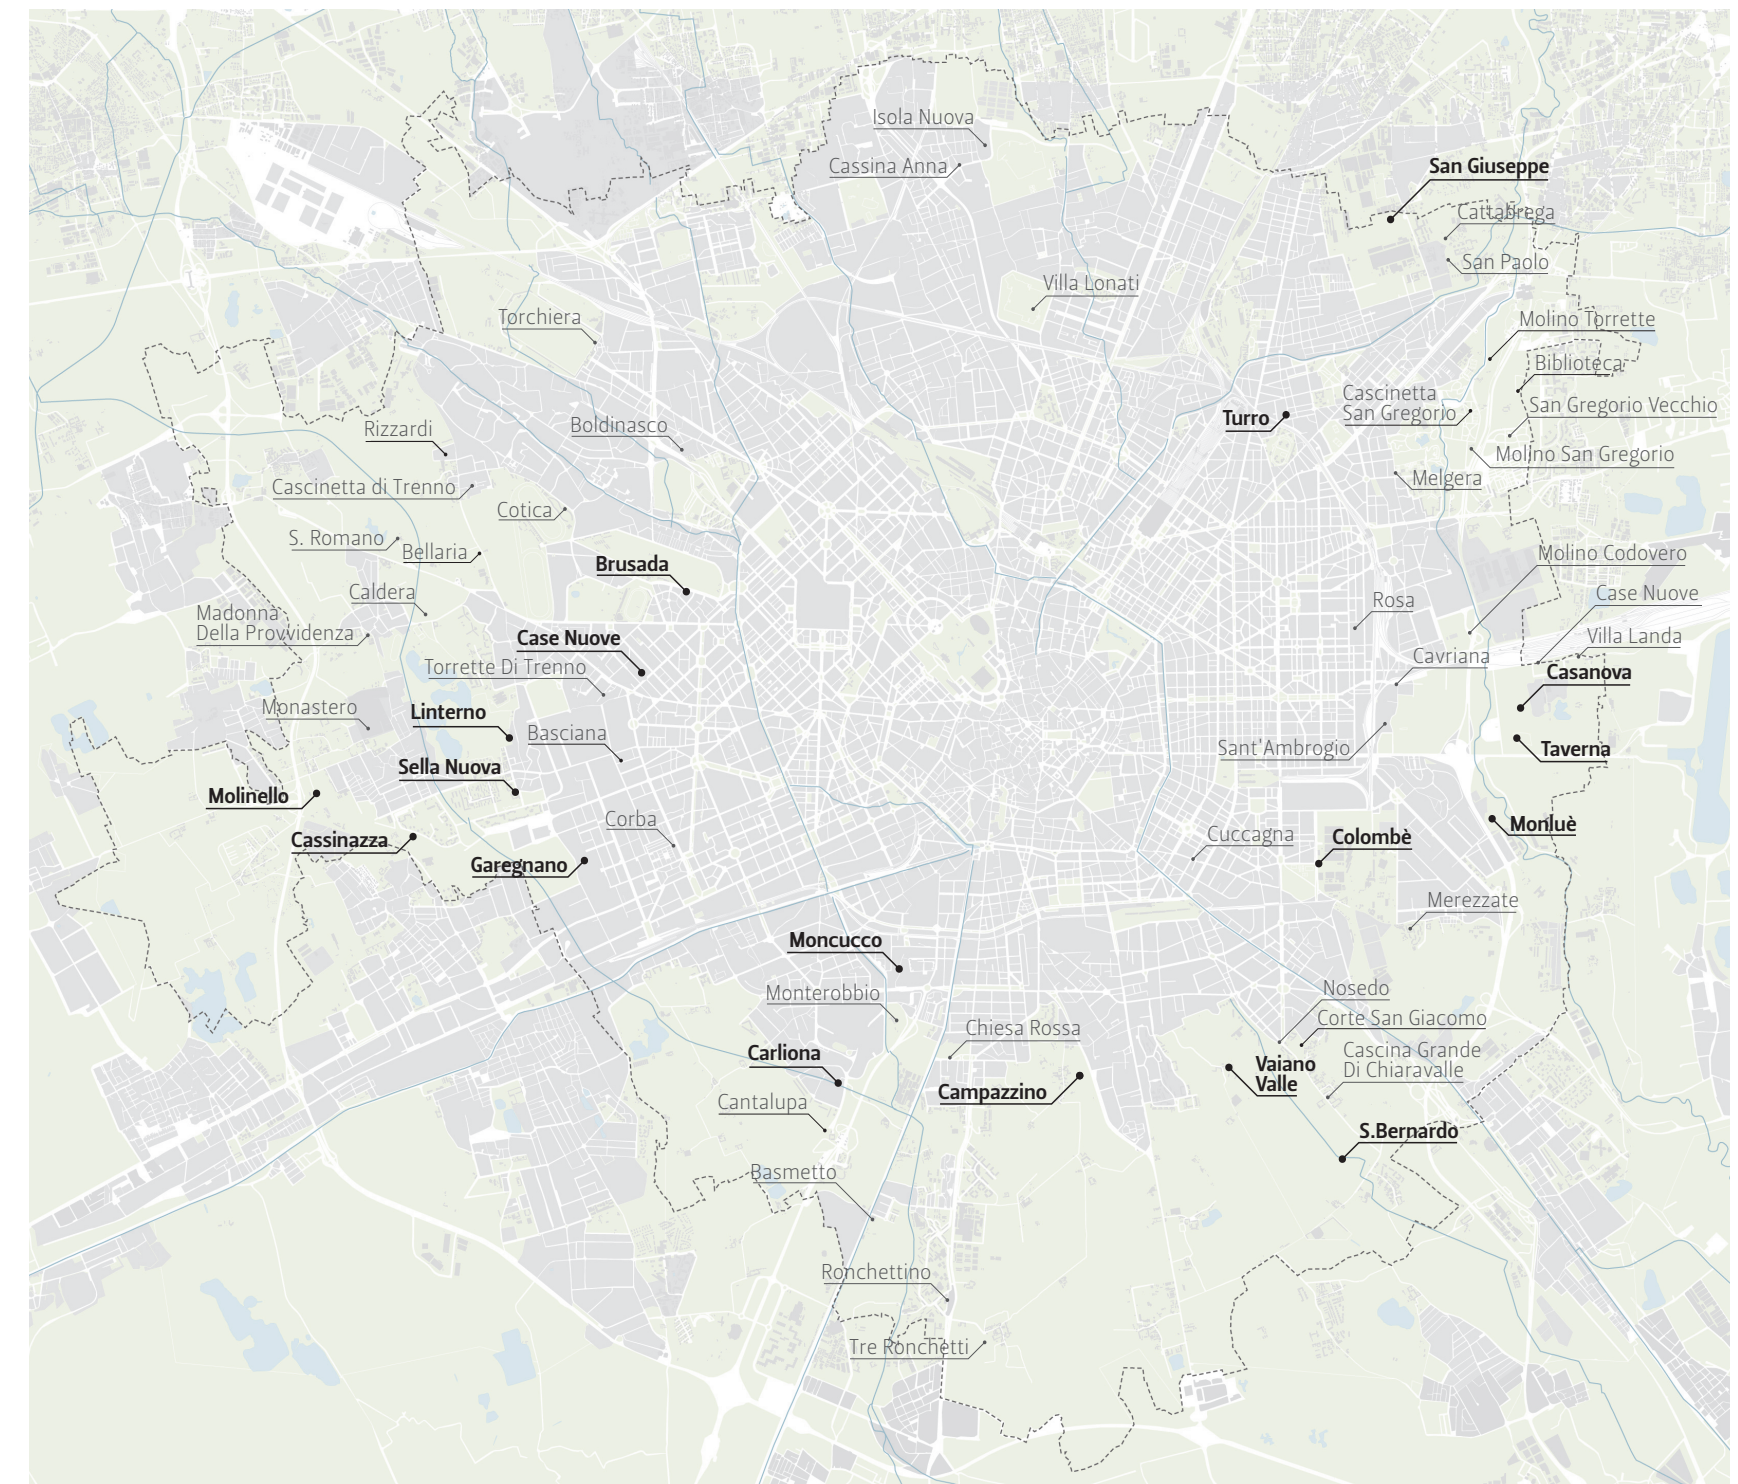 Isola Nuova
Cassina Anna
San Giuseppe
Cattabrega
San Paolo
Villa Lonati
Torchiera
Molino Torrette
Biblioteca
Cascinetta
San Gregorio
San Gregorio Vecchio
Turro
Boldinasco
Rizzardi
Molino San Gregorio
Melgera
Cascinetta di Trenno
Cotica
S. Romano
Bellaria
Molino Codovero
Brusada
Caldera
Case Nuove
Rosa
Madonna
Della Provvidenza
Case Nuove
Villa Landa
Torrette Di Trenno
Cavriana
Casanova
Monastero
Linterno
Basciana
Sant'Ambrogio
Taverna
Sella Nuova
Molinello
Corba
Monluè
Cuccagna
Colombè
Cassinazza
Garegnano
Merezzate
Moncucco
Monterobbio
Nosedo
Corte San Giacomo
Chiesa Rossa
Carliona
Cascina Grande
Di Chiaravalle
Vaiano
Valle
Campazzino
Cantalupa
S.Bernardo
Basmetto
Ronchettino
Tre Ronchetti